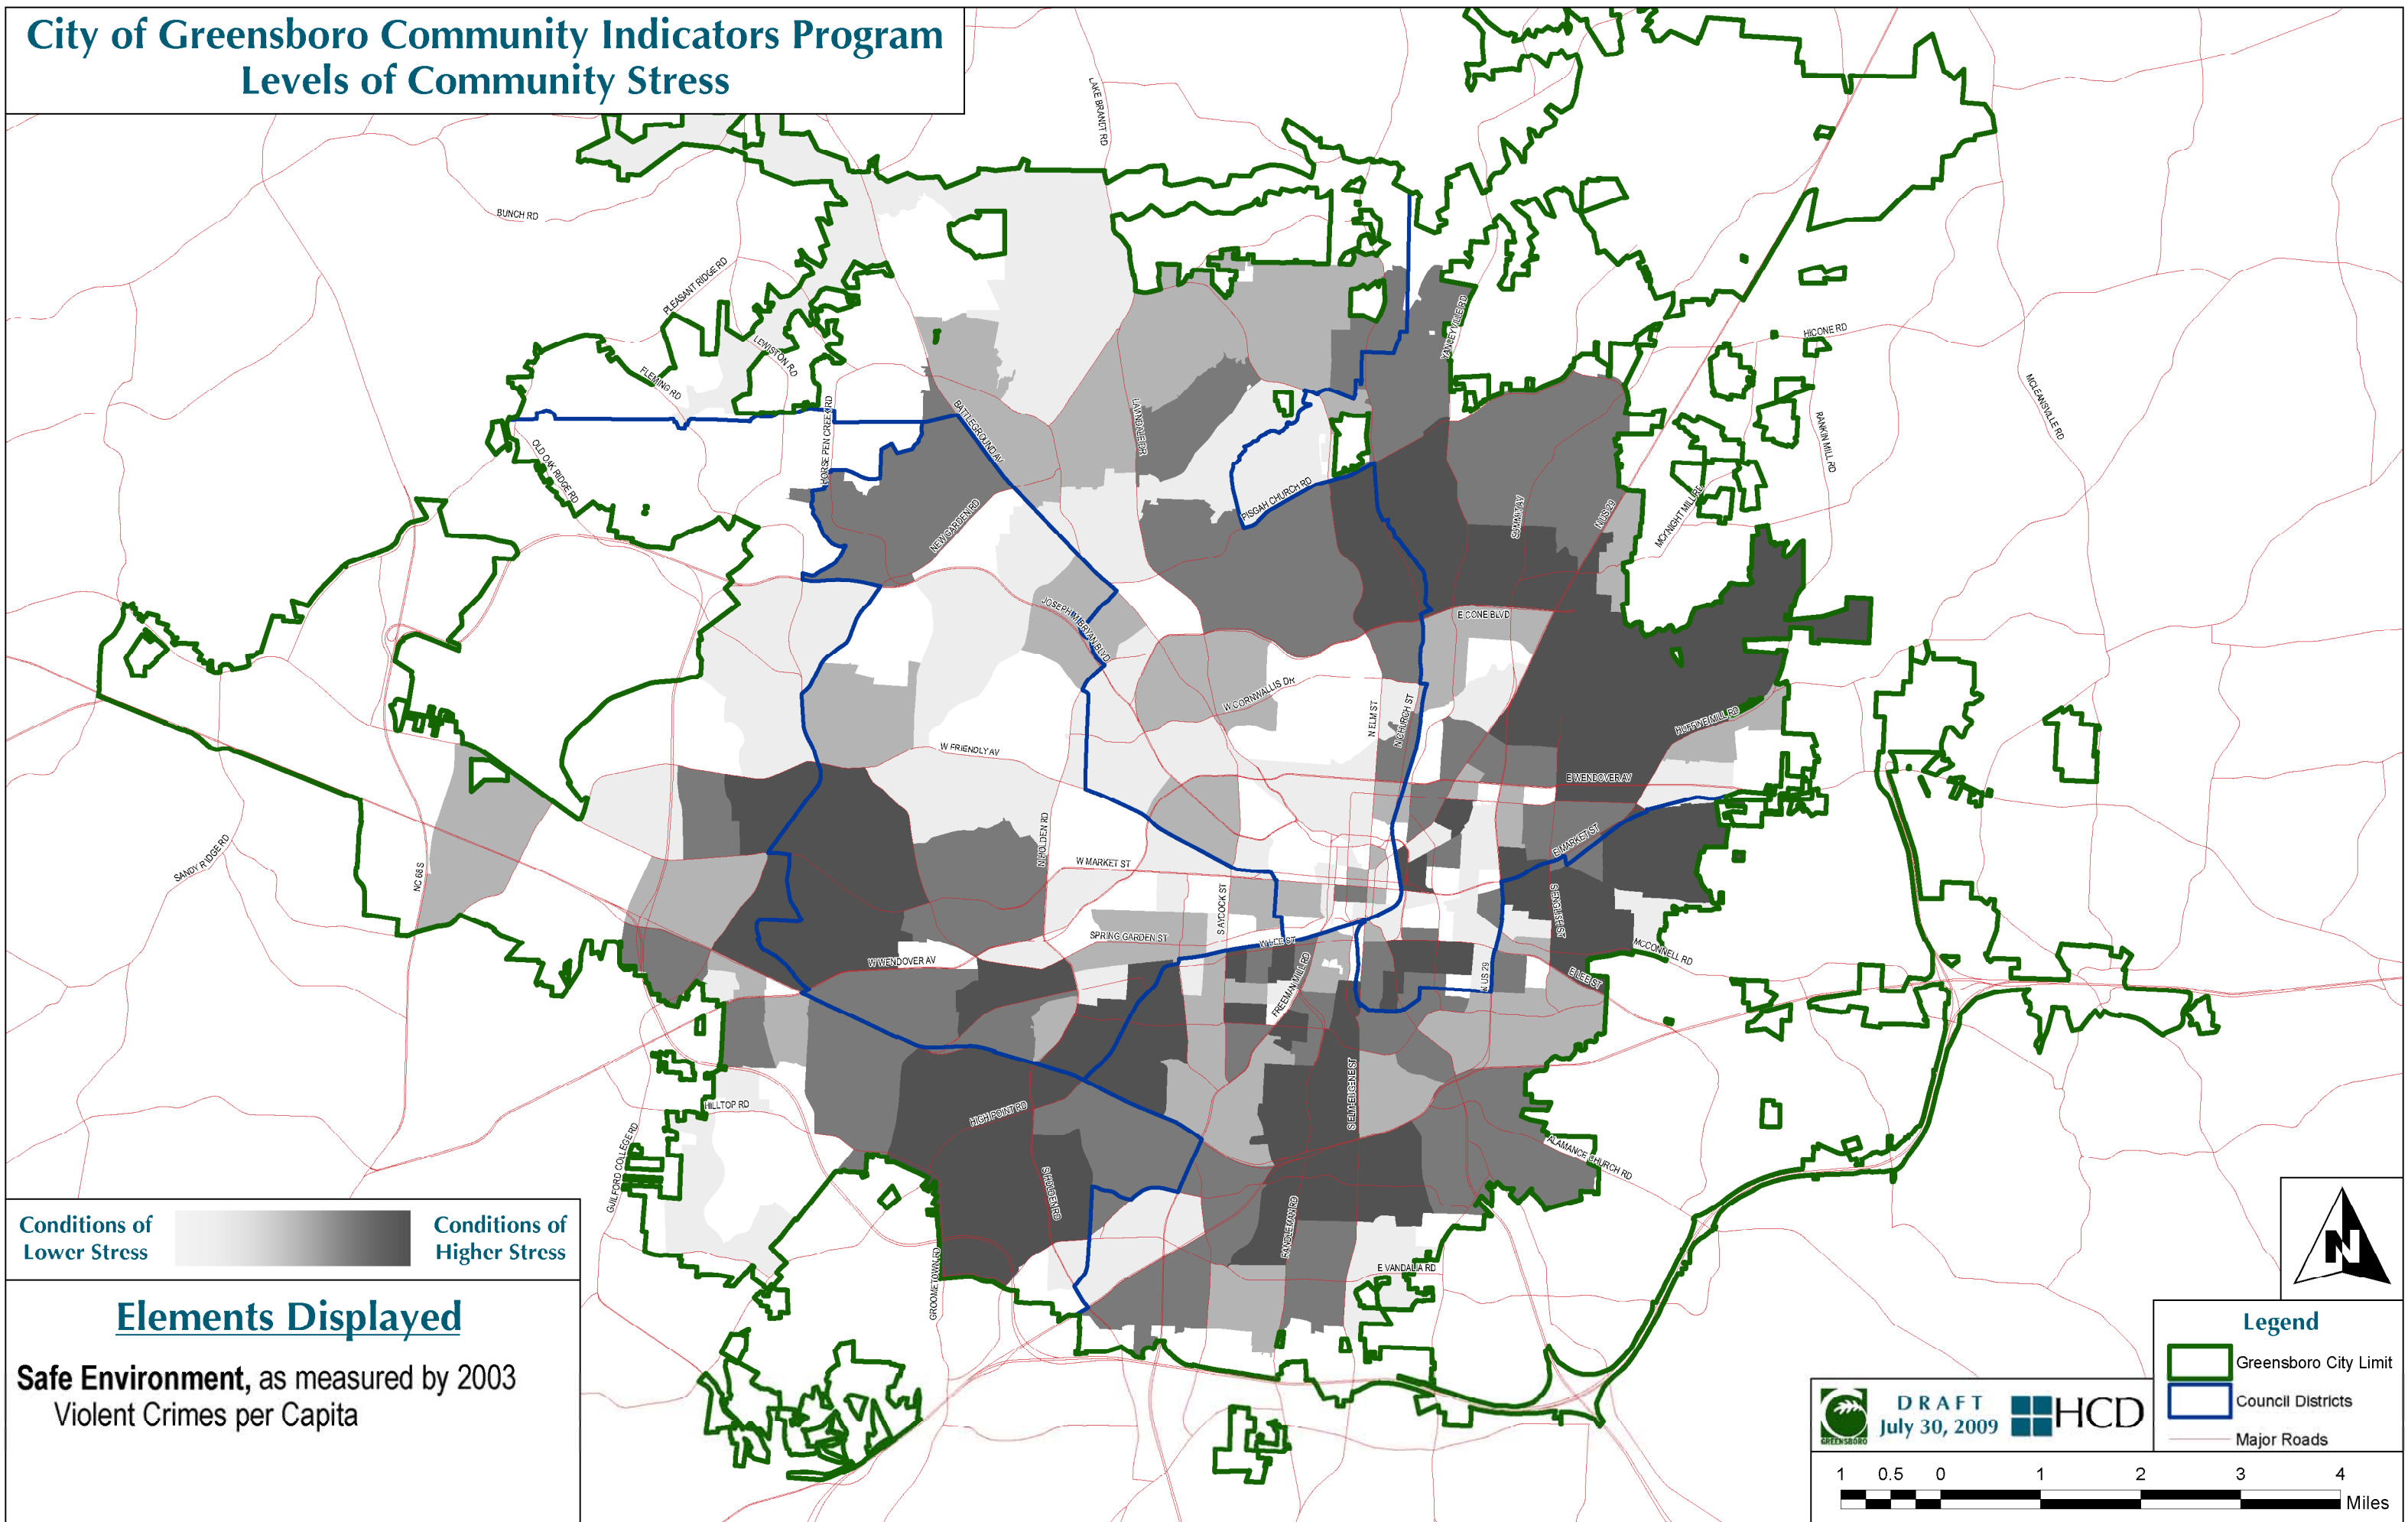 City of Greensboro Community Indicators Program
Levels of Community Stress
LAKE BRANDT RD
BUNCH RD
PLEASANT RIDGE RD
LEWISTON RD
FLEMING RD
YANCEYVILLE RD
HICONE RD
MCLEANSVILLE RD
RANKIN MILL RD
HORSE PEN CREEK RD
BATTLEGROUND AV
LAWNDALE DR
OLD OAK RIDGE RD
PISGAH CHURCH RD
NEW GARDEN RD
SUMMIT AV
N US 29
MCKNIGHT MILL RD
JOSEPH M BRYAN BLVD
E CONE BLVD
W CORNWALLIS DR
N ELM ST
N CHURCH ST
HUFFINE MILL RD
W FRIENDLY AV
E WENDOVER AV
SANDY RIDGE RD
NC 68 S
N HOLDEN RD
W MARKET ST
E MARKET ST
S AYCOCK ST
S ENGLISH ST
SPRING GARDEN ST
W LEE ST
MCCONNELL RD
W WENDOVER AV
FREEMAN MILL RD
N US 29
E LEE ST
HILLTOP RD
HIGH POINT RD
S ELM-EUGENE ST
ALAMANCE CHURCH RD
GUILFORD COLLEGE RD
S HOLDEN RD
RANDLEMAN RD
GROOMETOWN RD
E VANDALIA RD
Conditions of
Lower Stress
Conditions of
Higher Stress
Elements Displayed
Safe Environment, as measured by 2003
Violent Crimes per Capita
N
Legend
Greensboro City Limit
Council Districts
Major Roads
GREENSBORO
DRAFT
July 30, 2009
HCD
1 0.5 0 1 2 3 4
Miles